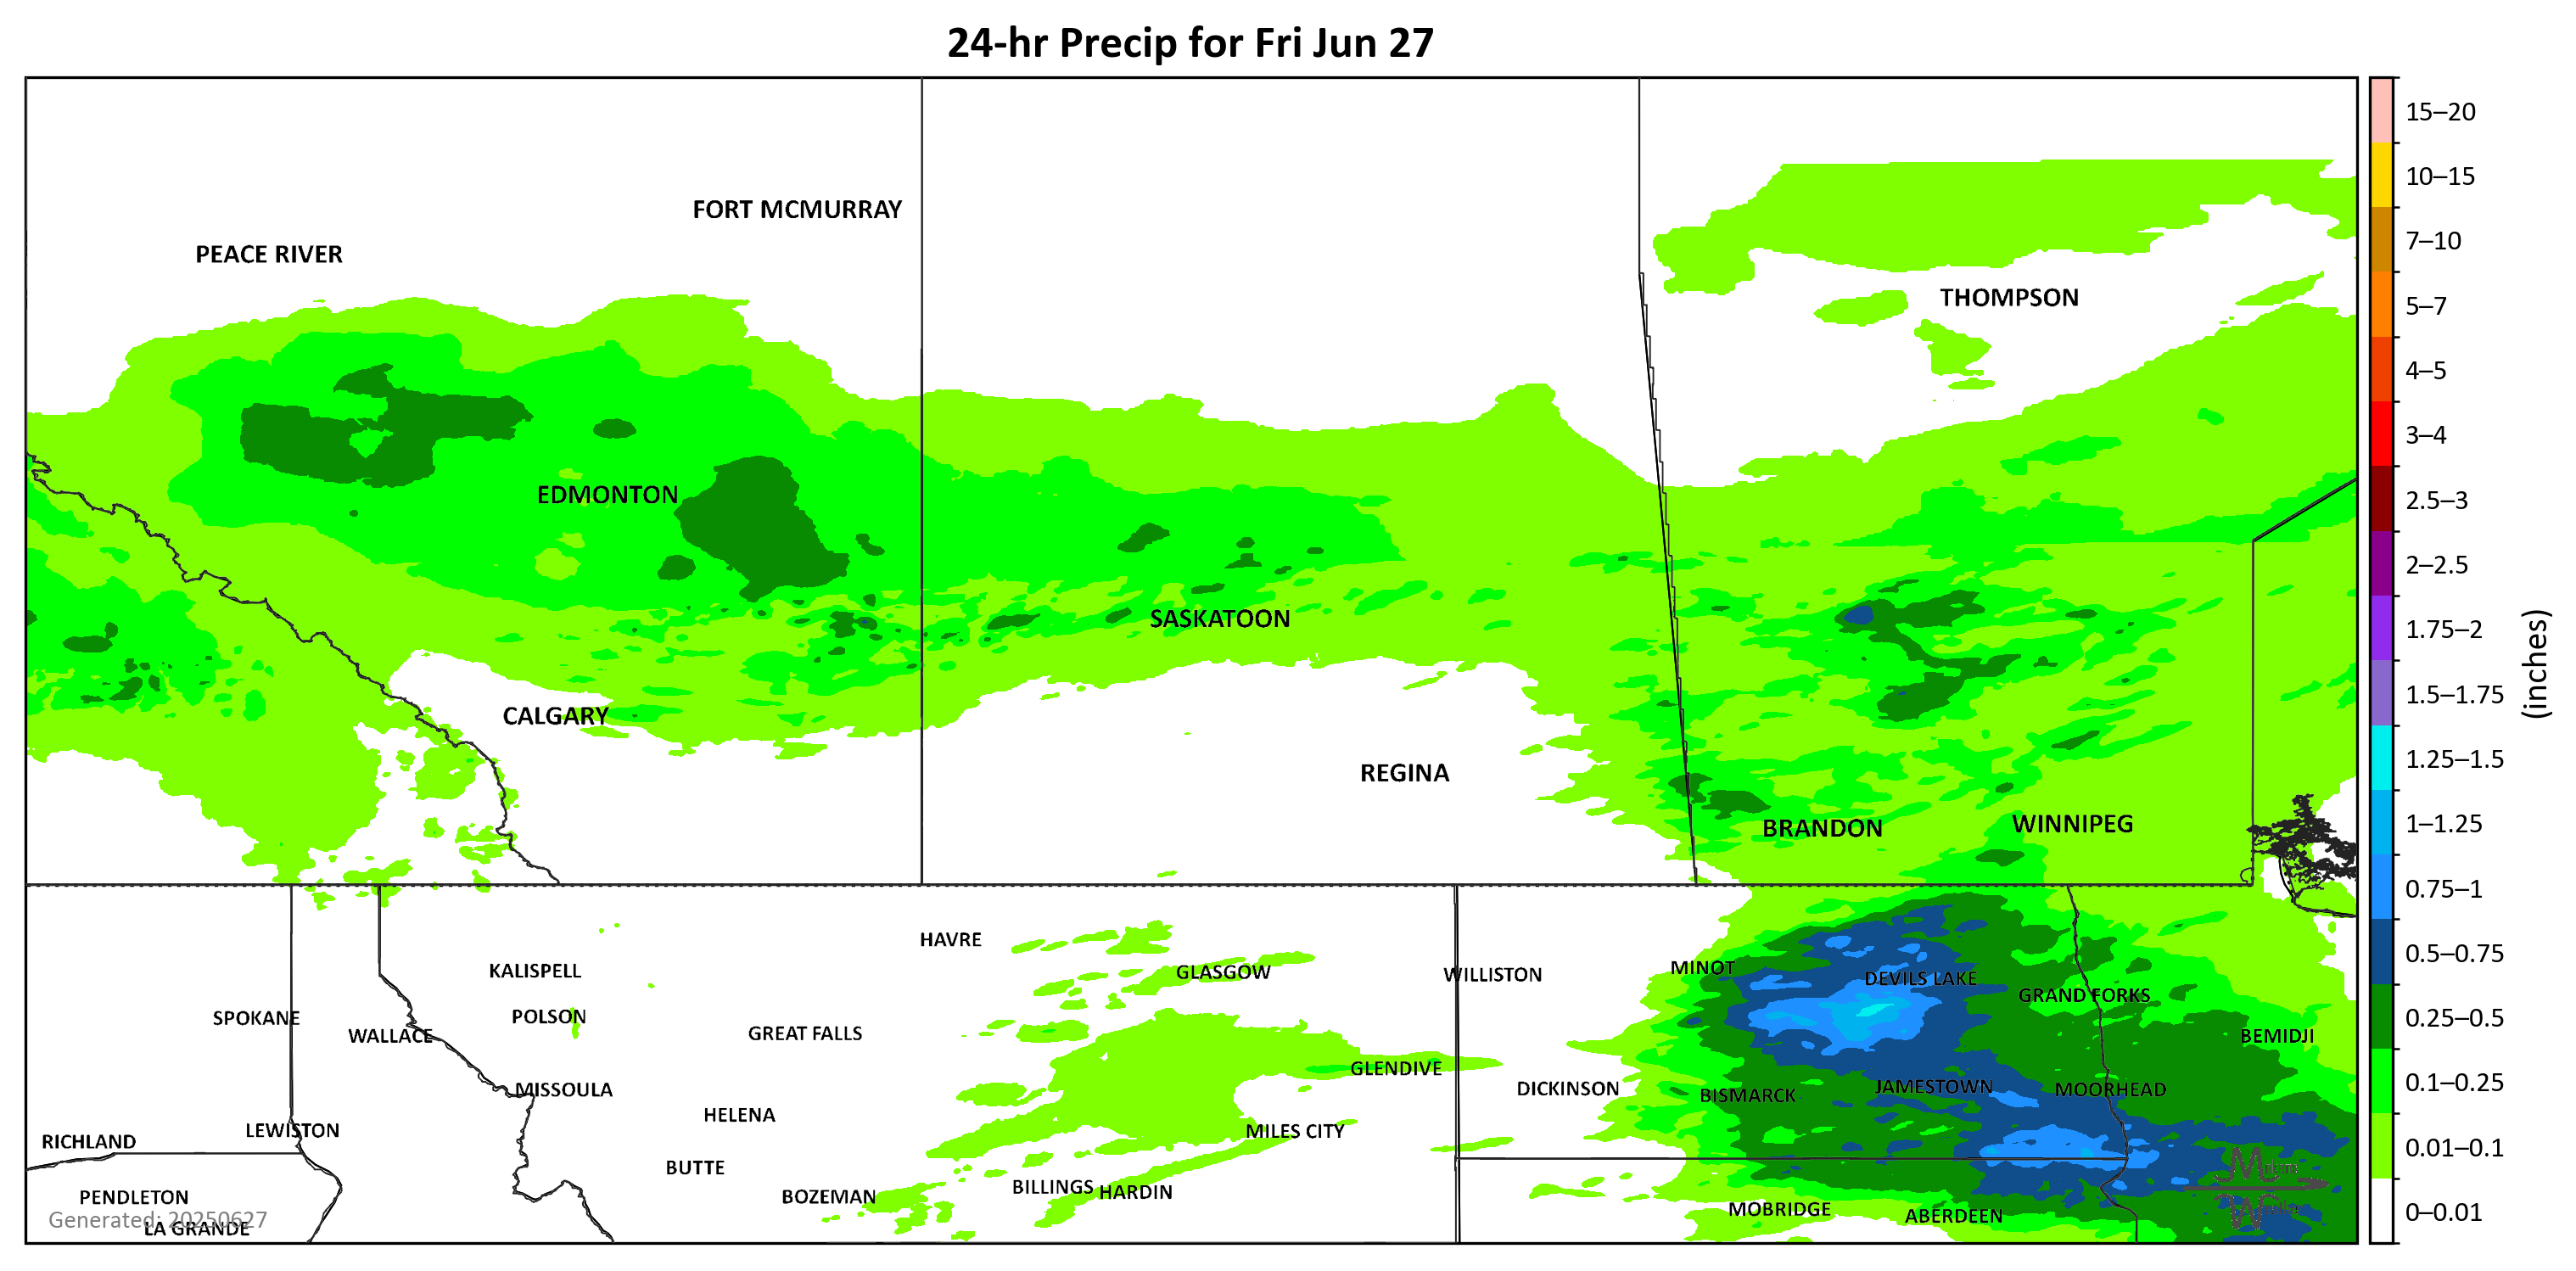 24-hr Precip for Fri Jun 27
FORT MCMURRAY
PEACE RIVER
THOMPSON
EDMONTON
SASKATOON
CALGARY
REGINA
BRANDON
WINNIPEG
HAVRE
KALISPELL
GLASGOW
WILLISTON
MINOT
DEVILS LAKE
GRAND FORKS
SPOKANE
POLSON
WALLACE
GREAT FALLS
BEMIDJI
GLENDIVE
MISSOULA
DICKINSON
BISMARCK
JAMESTOWN
MOORHEAD
HELENA
LEWISTON
MILES CITY
RICHLAND
BUTTE
BILLINGS
HARDIN
PENDLETON
BOZEMAN
MOBRIDGE
ABERDEEN
Generated: 20250627
LA GRANDE
15–20
10–15
7–10
5–7
4–5
3–4
2.5–3
2–2.5
1.75–2
1.5–1.75
1.25–1.5
1–1.25
0.75–1
0.5–0.75
0.25–0.5
0.1–0.25
0.01–0.1
0–0.01
(inches)